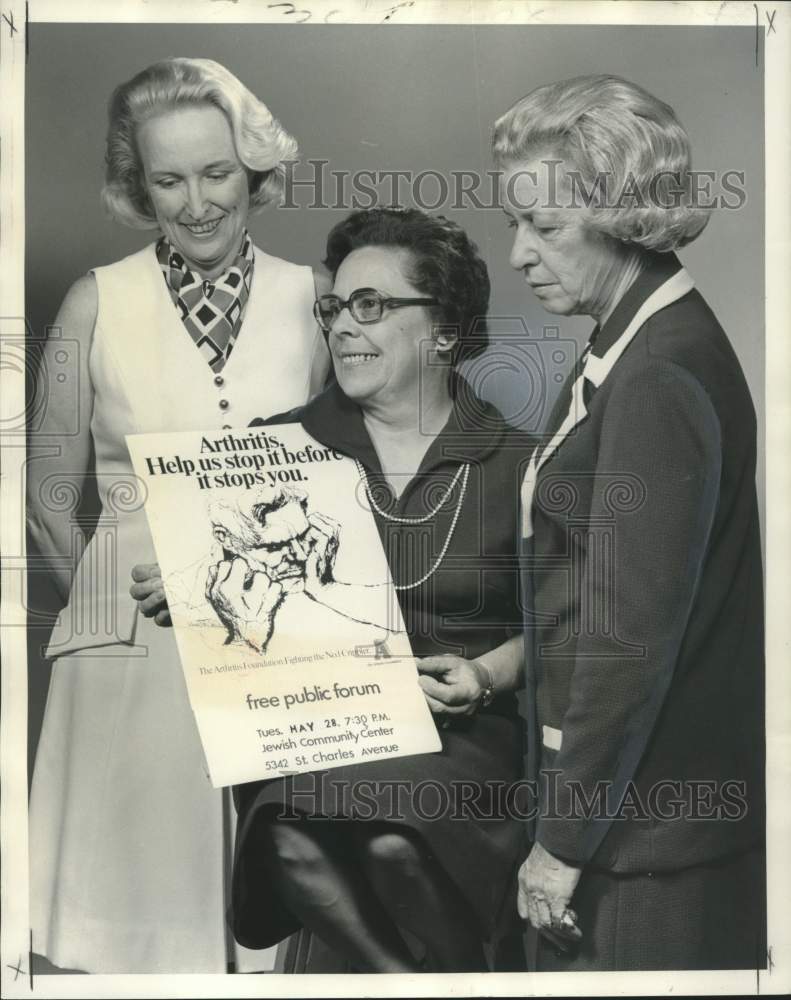 HISTORIC IMAGES
Arthritis.
Help us stop it before
it stops you.
The Arthritis Foundation Fighting the No.1 Crippler.
free public forum
Tues. MAY 28, 7:30 P.M.
Jewish Community Center
5342 St. Charles Avenue
HISTORIC IMAGES